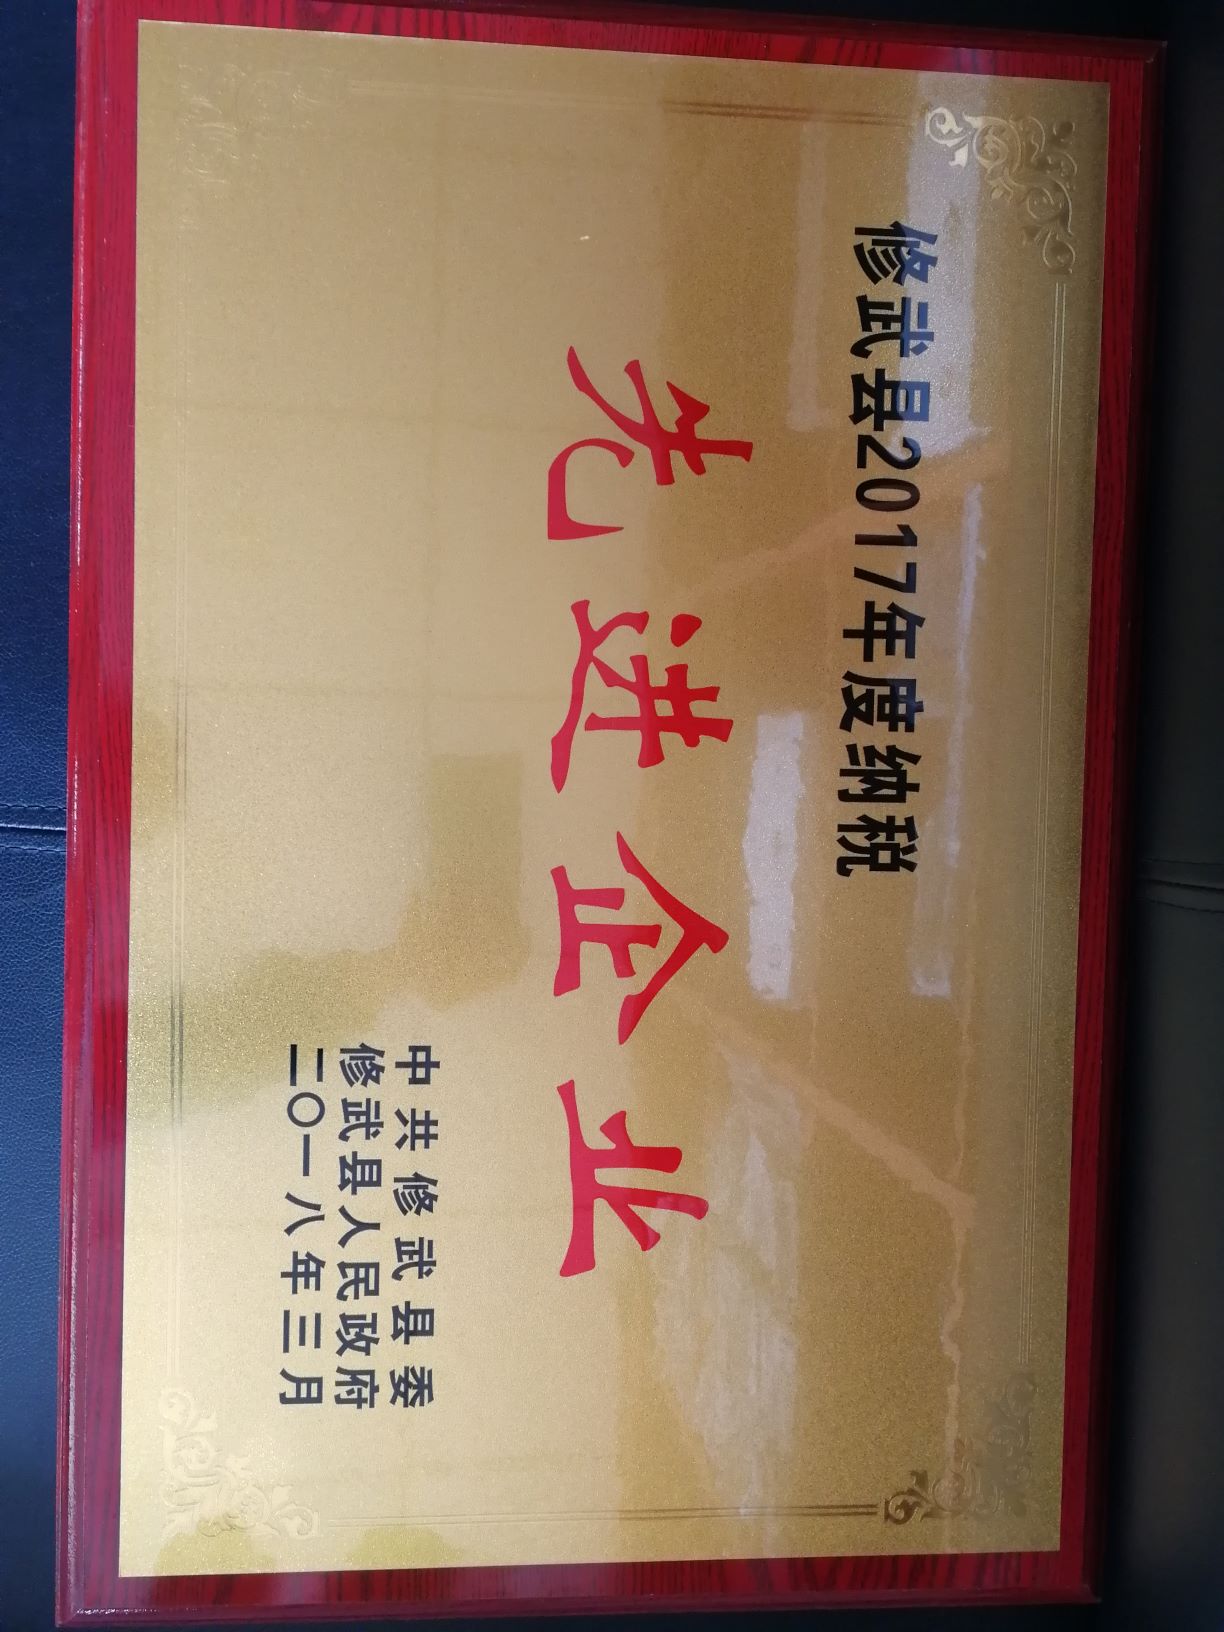 修武县2017年度纳税
先进企业
中共修武县委
修武县人民政府
二〇一八年三月